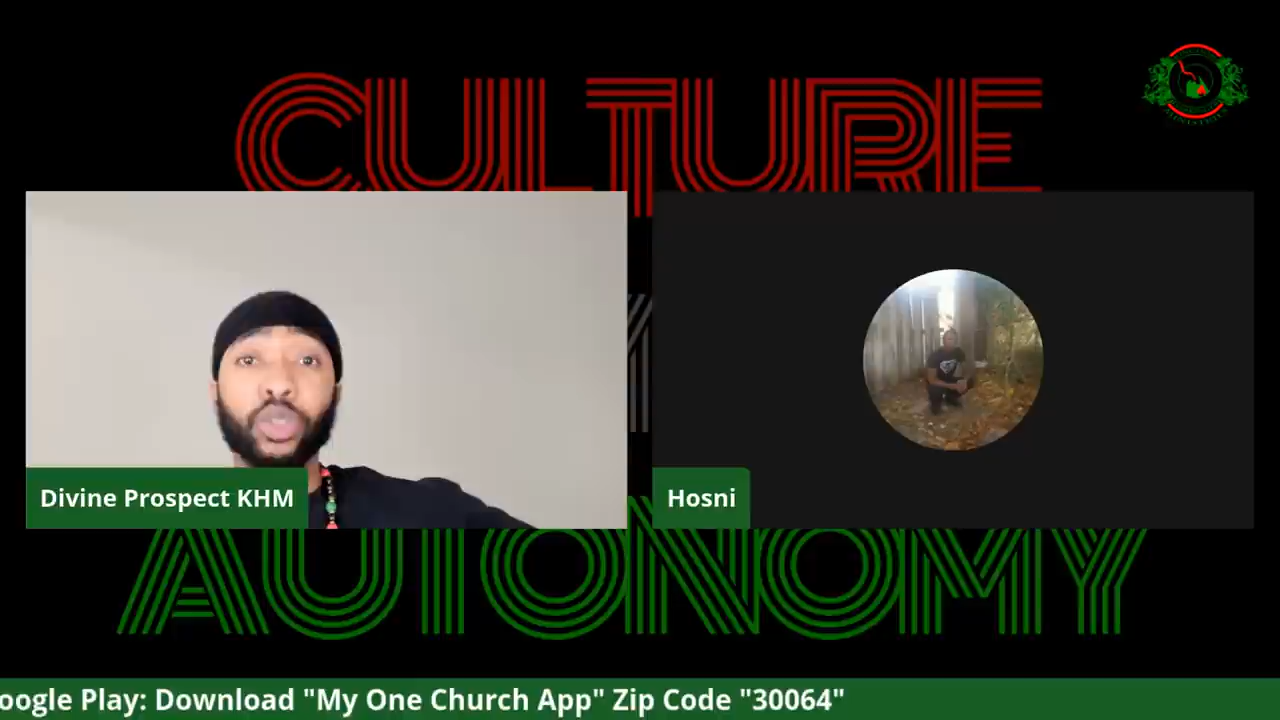 CULTURE
Divine Prospect KHM
Hosni
AUTONOMY
oogle Play: Download "My One Church App" Zip Code "30064"